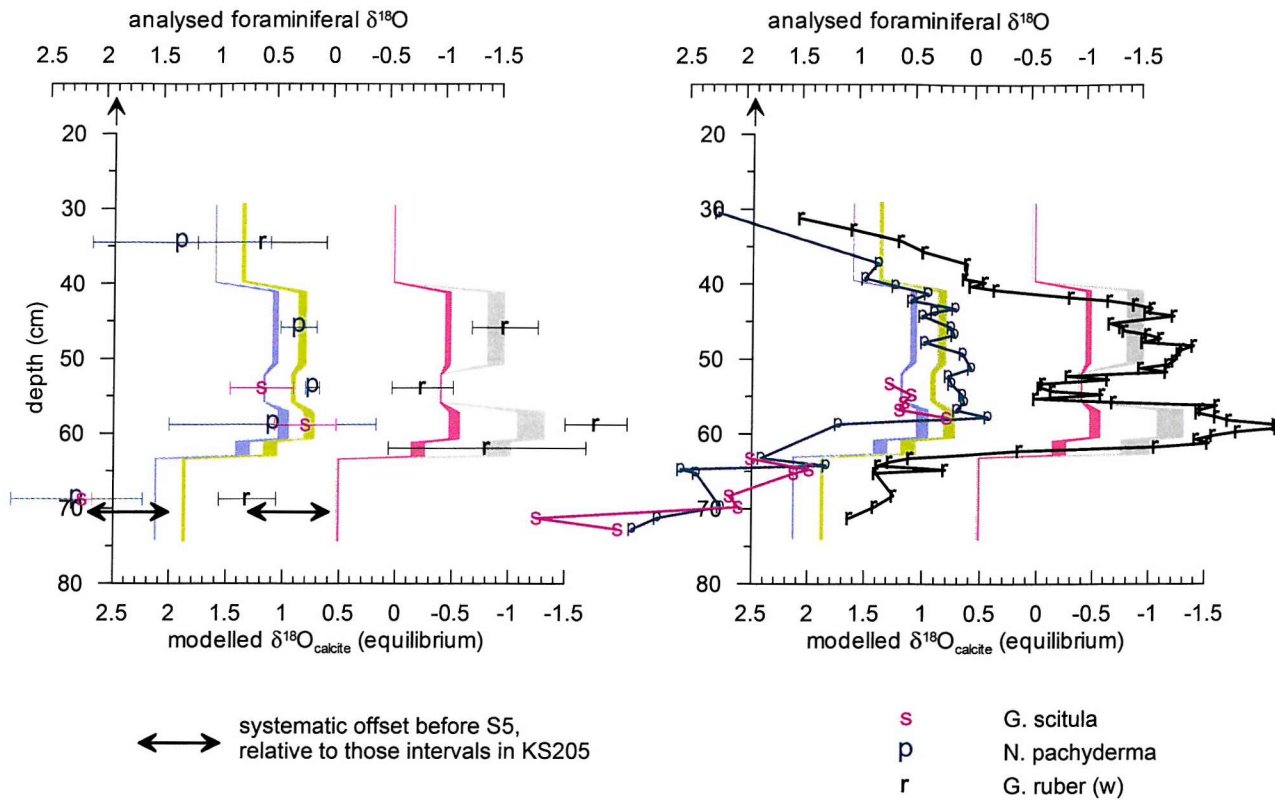 analysed foraminiferal δ¹⁸O
2.5 2 1.5 1 0.5 0 -0.5 -1 -1.5
20
30
40
50
60
70
80
depth (cm)
p r
p r
s p r
p s r
p s r
2.5 2 1.5 1 0.5 0 -0.5 -1 -1.5
modelled δ¹⁸O calcite (equilibrium)
analysed foraminiferal δ¹⁸O
2.5 2 1.5 1 0.5 0 -0.5 -1 -1.5
20
30
40
50
60
70
80
2.5 2 1.5 1 0.5 0 -0.5 -1 -1.5 -2
modelled δ¹⁸O calcite (equilibrium)
systematic offset before S5,
relative to those intervals in KS205
s G. scitula
p N. pachyderma
r G. ruber (w)